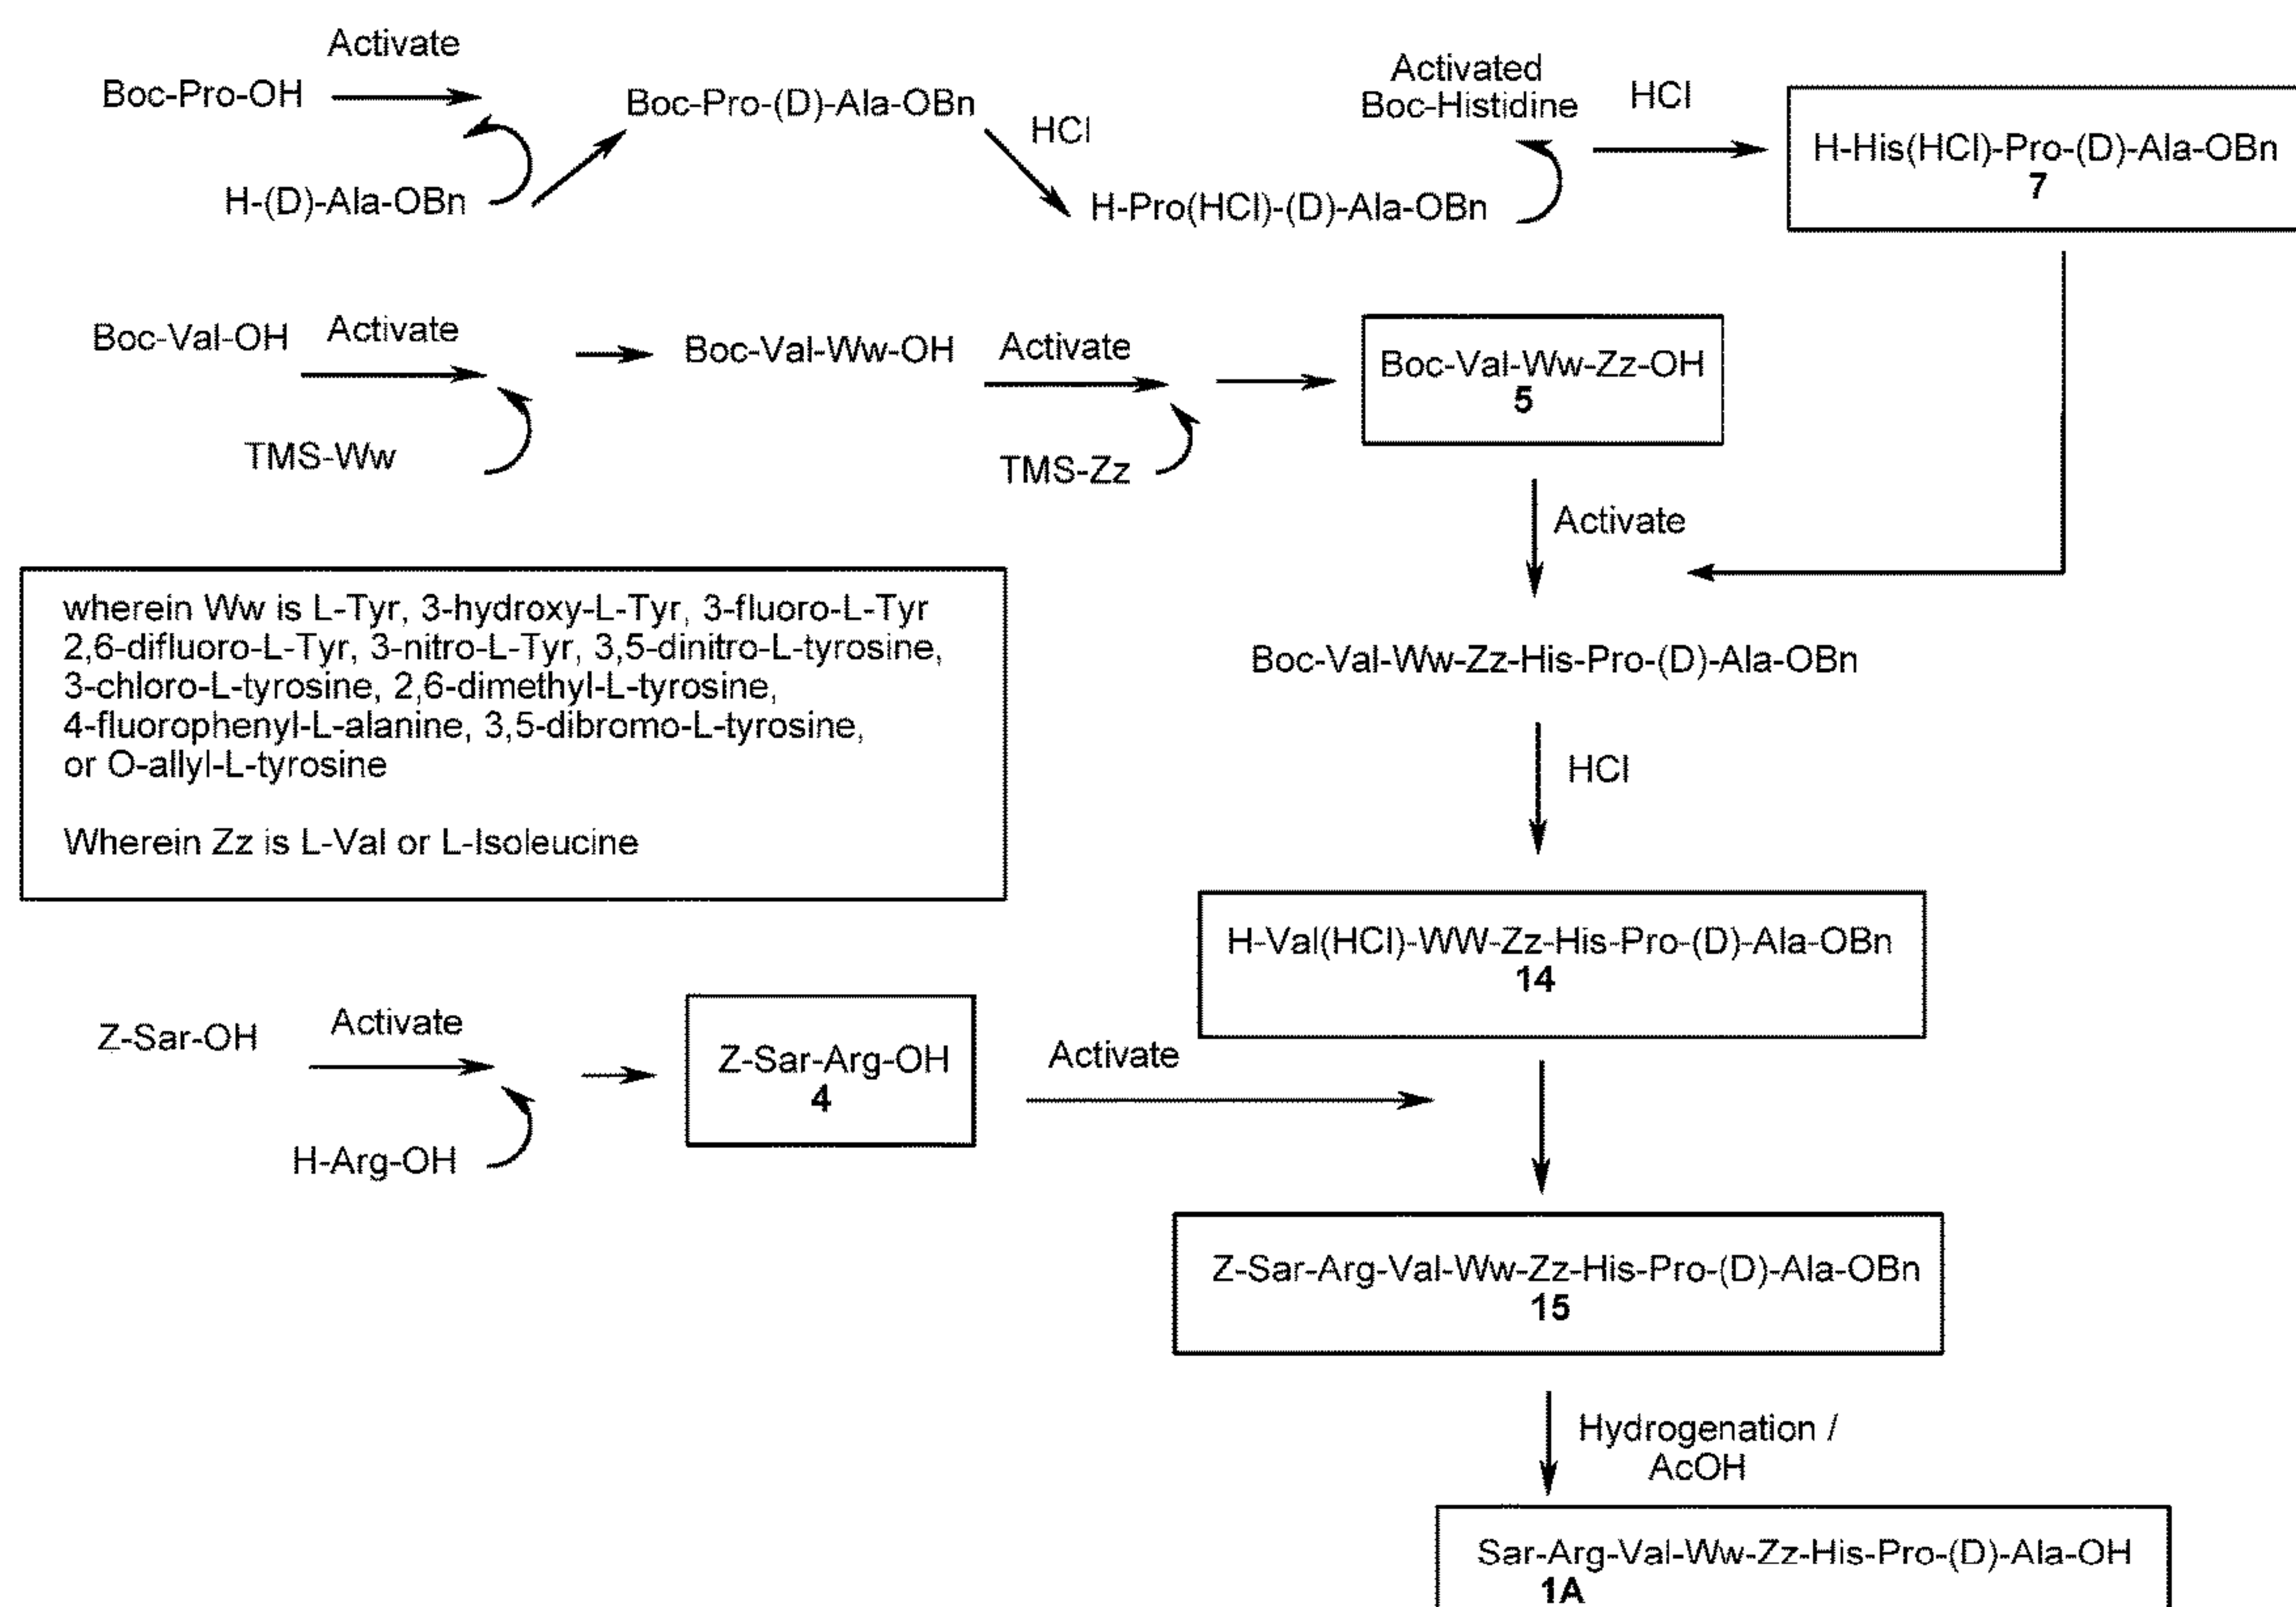 Activate
Boc-Pro-OH
H-(D)-Ala-OBn
Boc-Pro-(D)-Ala-OBn
HCl
H-Pro(HCl)-(D)-Ala-OBn
Activated
Boc-Histidine
HCl
H-His(HCl)-Pro-(D)-Ala-OBn
7
Boc-Val-OH
Activate
TMS-Ww
Boc-Val-Ww-OH
Activate
TMS-Zz
Boc-Val-Ww-Zz-OH
5
Activate
wherein Ww is L-Tyr, 3-hydroxy-L-Tyr, 3-fluoro-L-Tyr
2,6-difluoro-L-Tyr, 3-nitro-L-Tyr, 3,5-dinitro-L-tyrosine,
3-chloro-L-tyrosine, 2,6-dimethyl-L-tyrosine,
4-fluorophenyl-L-alanine, 3,5-dibromo-L-tyrosine,
or O-allyl-L-tyrosine
Wherein Zz is L-Val or L-Isoleucine
Boc-Val-Ww-Zz-His-Pro-(D)-Ala-OBn
HCl
H-Val(HCl)-WW-Zz-His-Pro-(D)-Ala-OBn
14
Z-Sar-OH
Activate
H-Arg-OH
Z-Sar-Arg-OH
4
Activate
Z-Sar-Arg-Val-Ww-Zz-His-Pro-(D)-Ala-OBn
15
Hydrogenation /
AcOH
Sar-Arg-Val-Ww-Zz-His-Pro-(D)-Ala-OH
1A